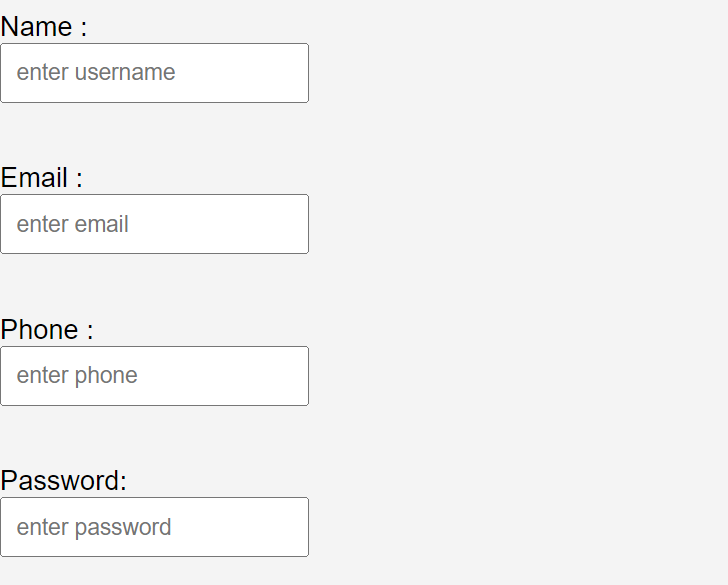 Name :
enter username
Email :
enter email
Phone :
enter phone
Password:
enter password